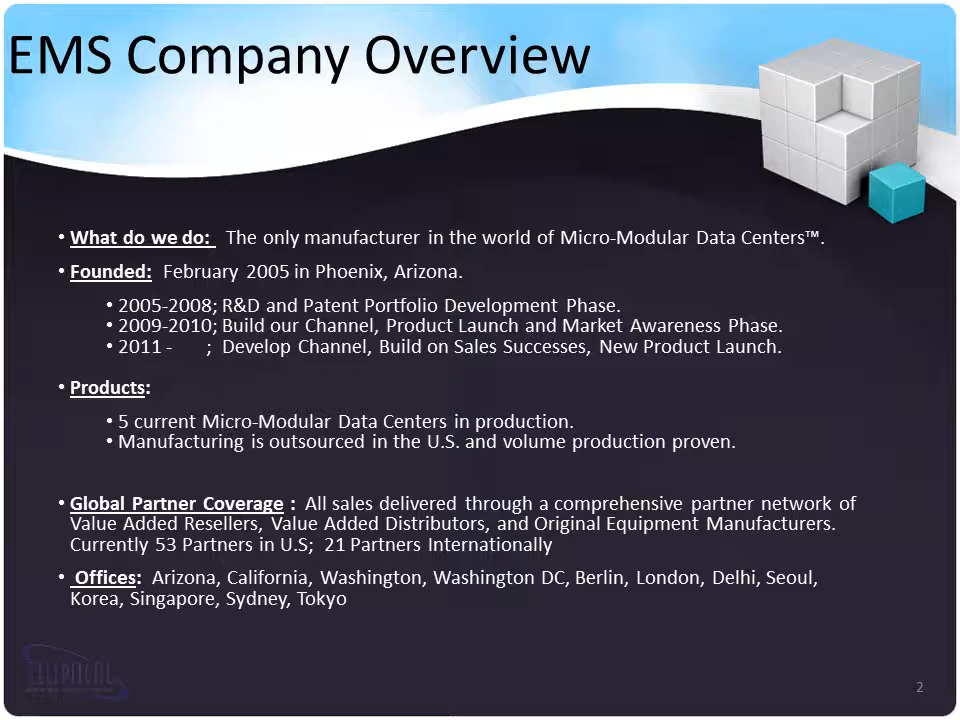 EMS Company Overview
• What do we do: The only manufacturer in the world of Micro-Modular Data Centers™.
• Founded: February 2005 in Phoenix, Arizona.
• 2005-2008; R&D and Patent Portfolio Development Phase.
• 2009-2010; Build our Channel, Product Launch and Market Awareness Phase.
• 2011 - ; Develop Channel, Build on Sales Successes, New Product Launch.
• Products:
• 5 current Micro-Modular Data Centers in production.
• Manufacturing is outsourced in the U.S. and volume production proven.
• Global Partner Coverage : All sales delivered through a comprehensive partner network of
Value Added Resellers, Value Added Distributors, and Original Equipment Manufacturers.
Currently 53 Partners in U.S; 21 Partners Internationally
• Offices: Arizona, California, Washington, Washington DC, Berlin, London, Delhi, Seoul,
Korea, Singapore, Sydney, Tokyo
2